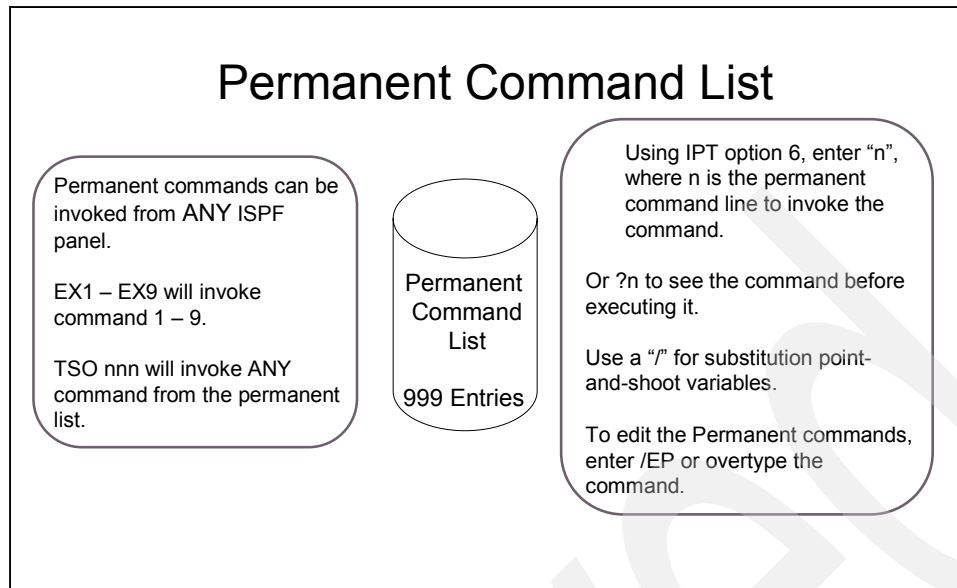 Permanent Command List
Permanent commands can be
invoked from ANY ISPF
panel.
EX1 – EX9 will invoke
command 1 – 9.
TSO nnn will invoke ANY
command from the permanent
list.
Permanent
Command
List
999 Entries
Using IPT option 6, enter “n”,
where n is the permanent
command line to invoke the
command.
Or ?n to see the command before
executing it.
Use a “/” for substitution point-
and-shoot variables.
To edit the Permanent commands,
enter /EP or overtype the
command.